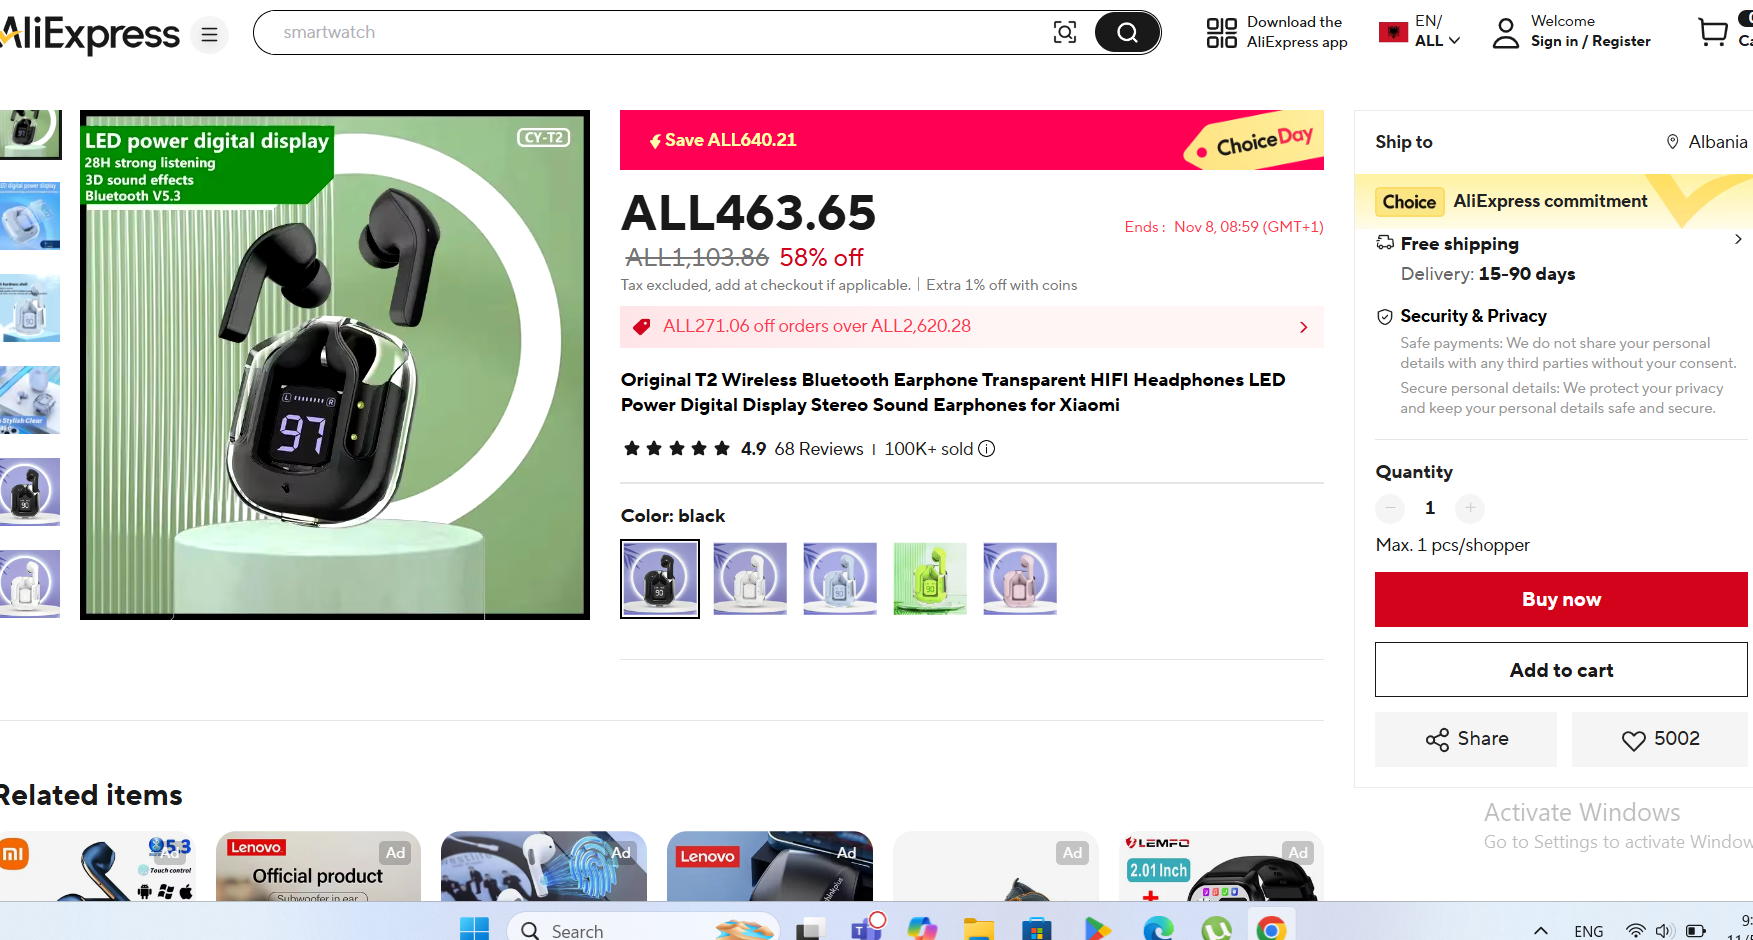 AliExpress
smartwatch
Download the
AliExpress app
EN/
ALL
Welcome
Sign in / Register
LED power digital display
28H strong listening
3D sound effects
Bluetooth V5.3
CY-T2
Save ALL640.21
ChoiceDay
ALL463.65
Ends : Nov 8, 08:59 (GMT+1)
ALL1,103.86 58% off
Tax excluded, add at checkout if applicable. | Extra 1% off with coins
ALL271.06 off orders over ALL2,620.28
Original T2 Wireless Bluetooth Earphone Transparent HIFI Headphones LED
Power Digital Display Stereo Sound Earphones for Xiaomi
4.9 68 Reviews | 100K+ sold
Color: black
97
L R
Ship to
Albania
Choice AliExpress commitment
Free shipping
Delivery: 15-90 days
Security & Privacy
Safe payments: We do not share your personal
details with any third parties without your consent.
Secure personal details: We protect your privacy
and keep your personal details safe and secure.
Quantity
1
Max. 1 pcs/shopper
Buy now
Add to cart
Share
5002
Related items
5.3
Ad
Touch control
Lenovo
Ad
Official product
Subwoofer in ear
Ad
Lenovo
Ad
thinkplus
Ad
LEMFO
Ad
2.01 Inch
Activate Windows
Go to Settings to activate Window
Search
ENG